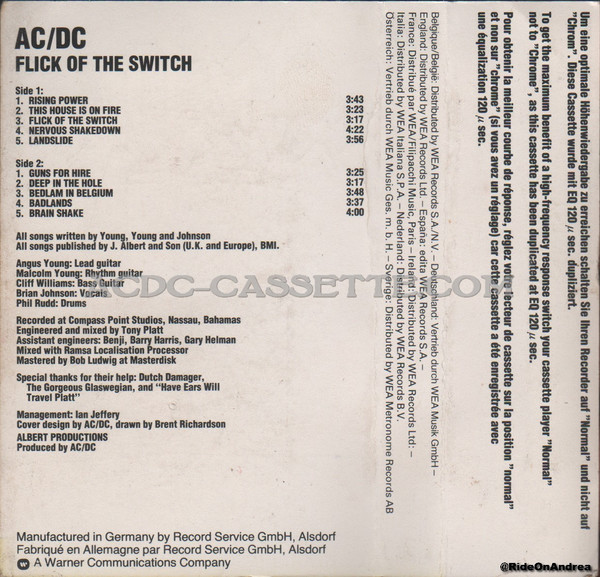 AC/DC
FLICK OF THE SWITCH
Side 1:
1. RISING POWER 3:43
2. THIS HOUSE IS ON FIRE 3:23
3. FLICK OF THE SWITCH 3:17
4. NERVOUS SHAKEDOWN 4:22
5. LANDSLIDE 3:56
Side 2:
1. GUNS FOR HIRE 3:25
2. DEEP IN THE HOLE 3:17
3. BEDLAM IN BELGIUM 3:48
4. BADLANDS 3:37
5. BRAIN SHAKE 4:00
All songs written by Young, Young and Johnson
All songs published by J. Albert and Son (U.K. and Europe), BMI.
Angus Young: Lead guitar
Malcolm Young: Rhythm guitar
Cliff Williams: Bass Guitar
Brian Johnson: Vocals
Phil Rudd: Drums
ACDC-CASSETTE.COM
Recorded at Compass Point Studios, Nassau, Bahamas
Engineered and mixed by Tony Platt
Assistant engineers: Benji, Barry Harris, Gary Helman
Mixed with Ramsa Localisation Processor
Mastered by Bob Ludwig at Masterdisk
Special thanks for their help: Dutch Damager,
The Gorgeous Glaswegian, and "Have Ears Will
Travel Platt"
Management: Ian Jeffery
Cover design by AC/DC, drawn by Brent Richardson
ALBERT PRODUCTIONS
Produced by AC/DC
Manufactured in Germany by Record Service GmbH, Alsdorf
Fabriqué en Allemagne par Record Service GmbH, Alsdorf
A Warner Communications Company
Belgique/België: Distributed by WEA Records S.A./N.V. – Deutschland: Vertrieb durch WEA Musik GmbH –
England: Distributed by WEA Records Ltd. – España: edita WEA Records S.A. –
France: Distribué par WEA/Filipacchi Music, Paris – Ireland: Distributed by WEA Records Ltd: –
Italia: Distributed by WEA Italiana S.P.A. – Nederland: Distributed by WEA Records B.V.
Österreich: Vertrieb durch WEA Music Ges. m. b. H. – Sverige: Distributed by WEA Metronome Records AB
Um eine optimale Höhenwiedergabe zu erreichen schalten Sie Ihren Recorder auf "Normal" und nicht auf
"Chrom". Diese Cassette wurde mit EQ 120 µ sec. dupliziert.
To get the maximum benefit of a high-frequency response switch your cassette player "Normal"
not to "Chrome", as this cassette has been duplicated at EQ 120 µ sec.
Pour obtenir la meilleur courbe de réponse, réglez votre lecteur de cassette sur la position "normal"
et non sur "chrome" (si vous avez un réglage) car cette cassette a été enregistrée avec
une équalization 120 µ sec.
@RideOnAndrea